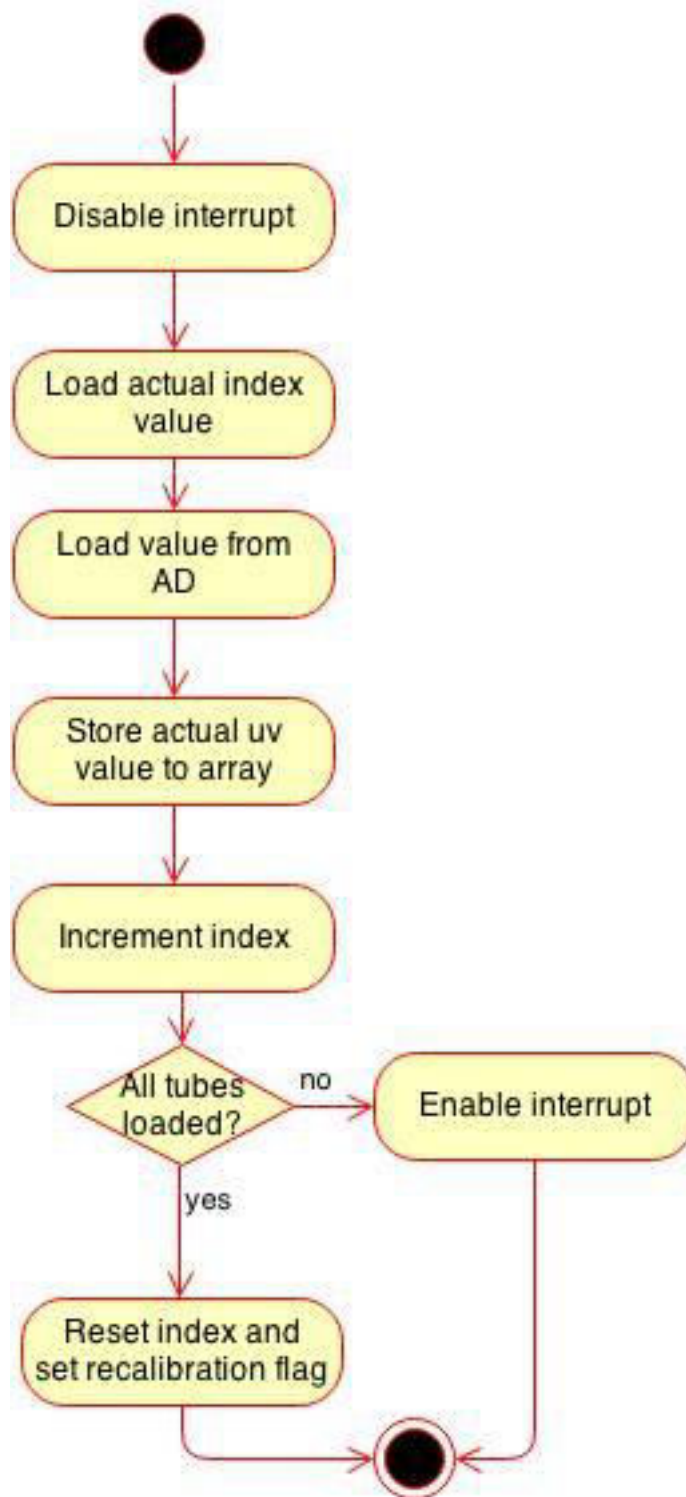 Disable interrupt
Load actual index
value
Load value from
AD
Store actual uv
value to array
Increment index
All tubes
loaded?
no
Enable interrupt
yes
Reset index and
set recalibration flag